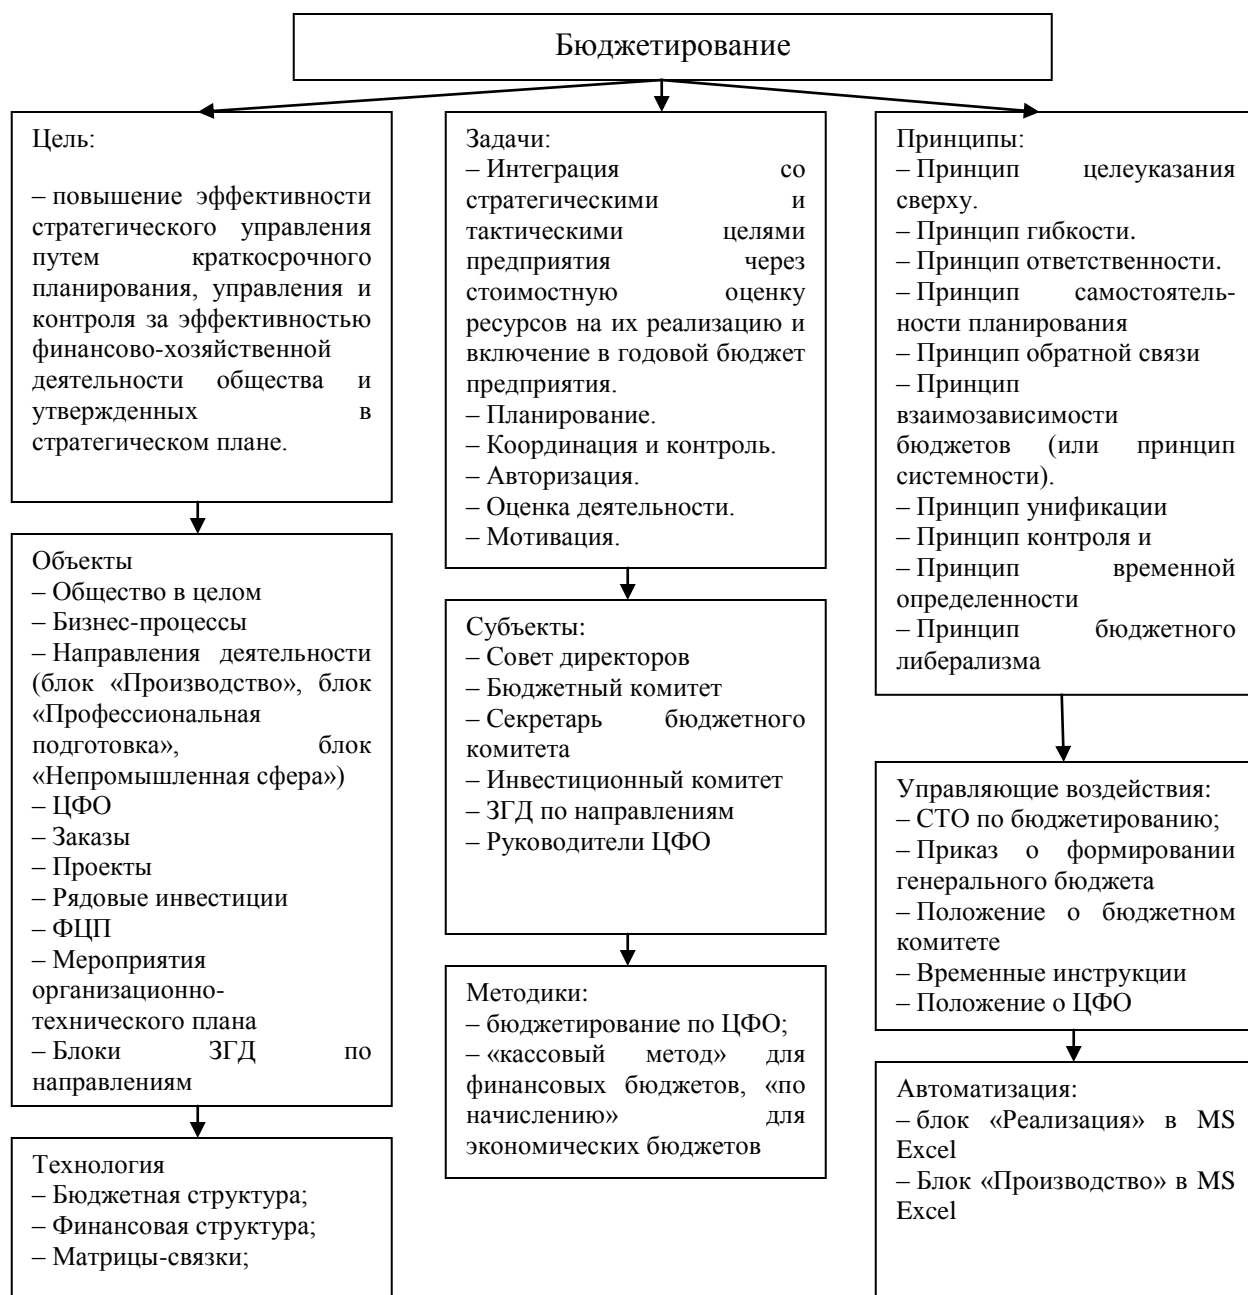 Бюджетирование
Цель:
– повышение эффективности
стратегического управления
путем краткосрочного
планирования, управления и
контроля за эффективностью
финансово-хозяйственной
деятельности общества и
утвержденных в
стратегическом плане.
Объекты
– Общество в целом
– Бизнес-процессы
– Направления деятельности
(блок «Производство», блок
«Профессиональная
подготовка», блок
«Непромышленная сфера»)
– ЦФО
– Заказы
– Проекты
– Рядовые инвестиции
– ФЦП
– Мероприятия
организационно-
технического плана
– Блоки ЗГД по
направлениям
Технология
– Бюджетная структура;
– Финансовая структура;
– Матрицы-связки;
Задачи:
– Интеграция со
стратегическими и
тактическими целями
предприятия через
стоимостную оценку
ресурсов на их реализацию и
включение в годовой бюджет
предприятия.
– Планирование.
– Координация и контроль.
– Авторизация.
– Оценка деятельности.
– Мотивация.
Субъекты:
– Совет директоров
– Бюджетный комитет
– Секретарь бюджетного
комитета
– Инвестиционный комитет
– ЗГД по направлениям
– Руководители ЦФО
Методики:
– бюджетирование по ЦФО;
– «кассовый метод» для
финансовых бюджетов, «по
начислению» для
экономических бюджетов
Принципы:
– Принцип целеуказания
сверху.
– Принцип гибкости.
– Принцип ответственности.
– Принцип самостоятель-
ности планирования
– Принцип обратной связи
– Принцип
взаимозависимости
бюджетов (или принцип
системности).
– Принцип унификации
– Принцип контроля и
– Принцип временной
определенности
– Принцип бюджетного
либерализма
Управляющие воздействия:
– СТО по бюджетированию;
– Приказ о формировании
генерального бюджета
– Положение о бюджетном
комитете
– Временные инструкции
– Положение о ЦФО
Автоматизация:
– блок «Реализация» в MS
Excel
– Блок «Производство» в MS
Excel